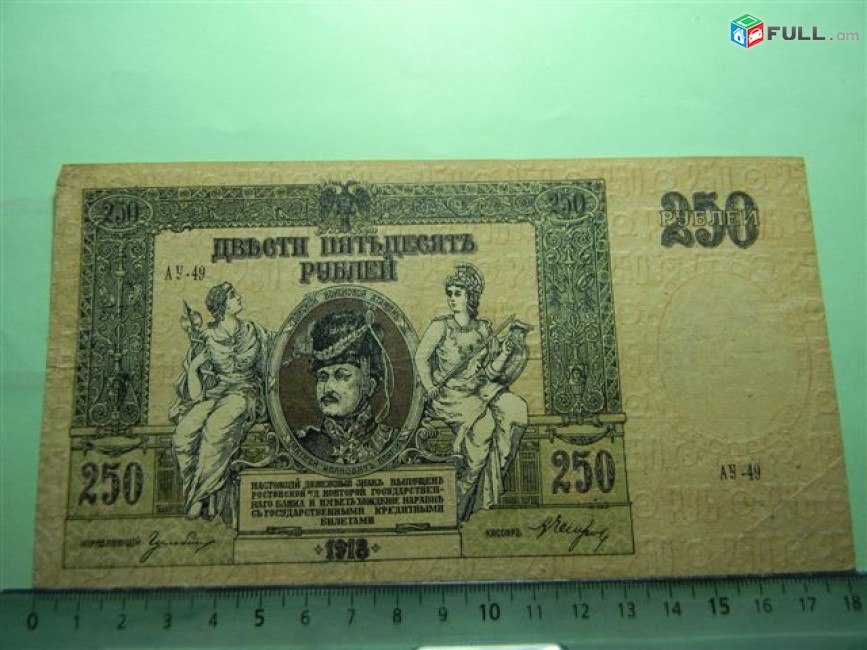 FULL.am
250
250
250
РУБЛЕЙ
ДВѢСТИ ПЯТЬДЕСЯТЪ
РУБЛЕЙ
АУ-49
АУ-49
250
250
НАСТОЯЩІЙ ДЕНЕЖНЫЙ ЗНАКЪ ВЫПУЩЕНЪ
РОСТОВСКОЙ Н/Д КОНТОРОЙ ГОСУДАРСТВЕН-
НАГО БАНКА И ИМѢЕТЪ ХОЖДЕНІЕ НАРАВНѢ
СЪ ГОСУДАРСТВЕННЫМИ КРЕДИТНЫМИ
БИЛЕТАМИ
УПРАВЛЯЮЩІЙ
КАССИРЪ
1918
0 1 2 3 4 5 6 7 8 9 10 11 12 13 14 15 16 17 18